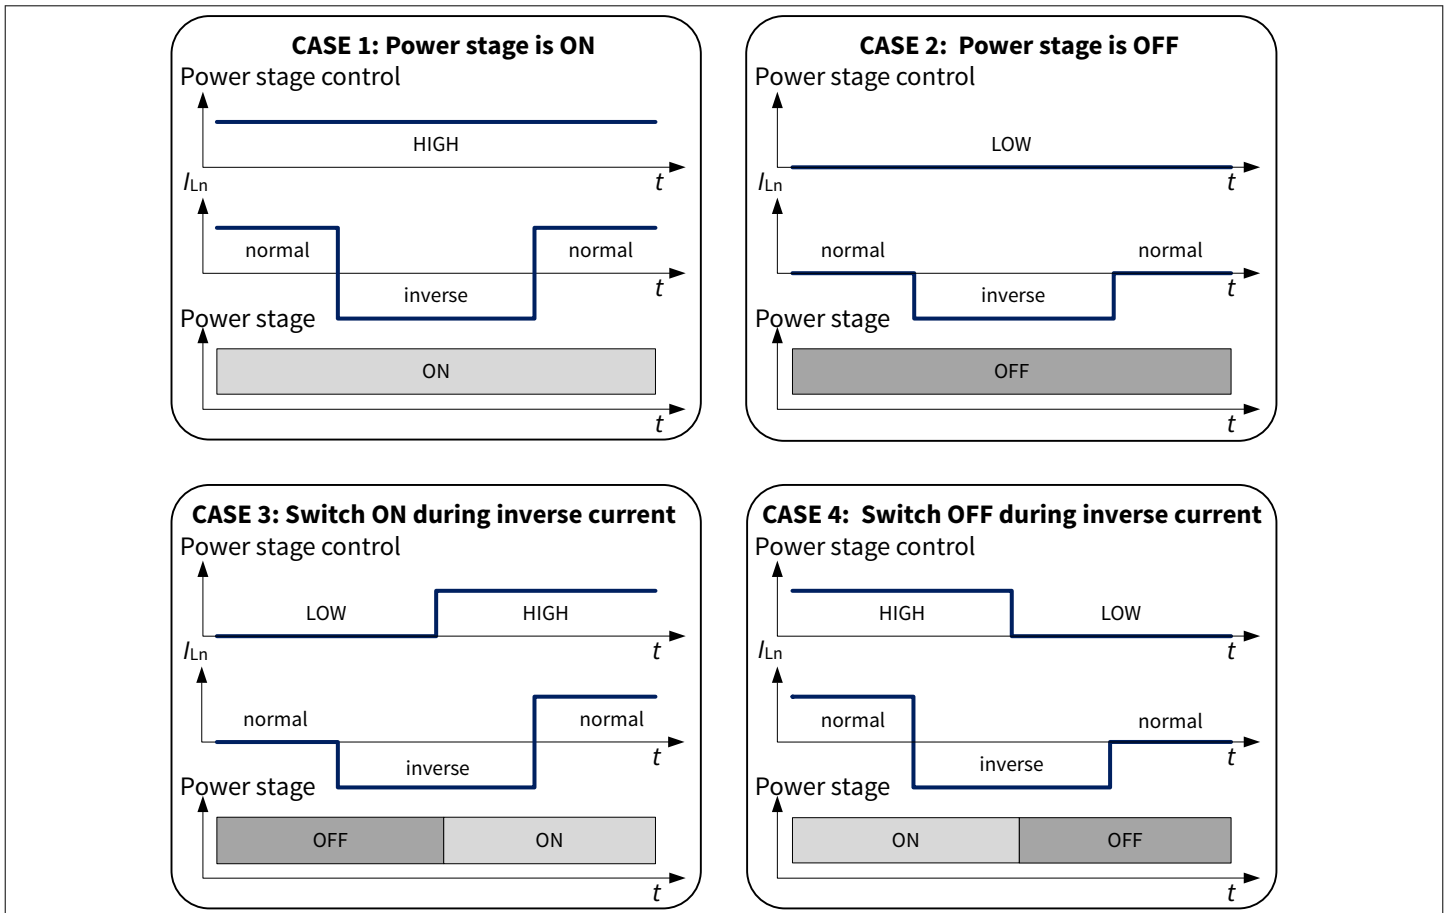 CASE 1: Power stage is ON
Power stage control
HIGH
t
ILn
normal
normal
inverse
t
Power stage
ON
t
CASE 2: Power stage is OFF
Power stage control
LOW
t
ILn
normal
normal
inverse
t
Power stage
OFF
t
CASE 3: Switch ON during inverse current
Power stage control
LOW
HIGH
t
ILn
normal
normal
inverse
t
Power stage
OFF
ON
t
CASE 4: Switch OFF during inverse current
Power stage control
HIGH
LOW
t
ILn
normal
normal
inverse
t
Power stage
ON
OFF
t